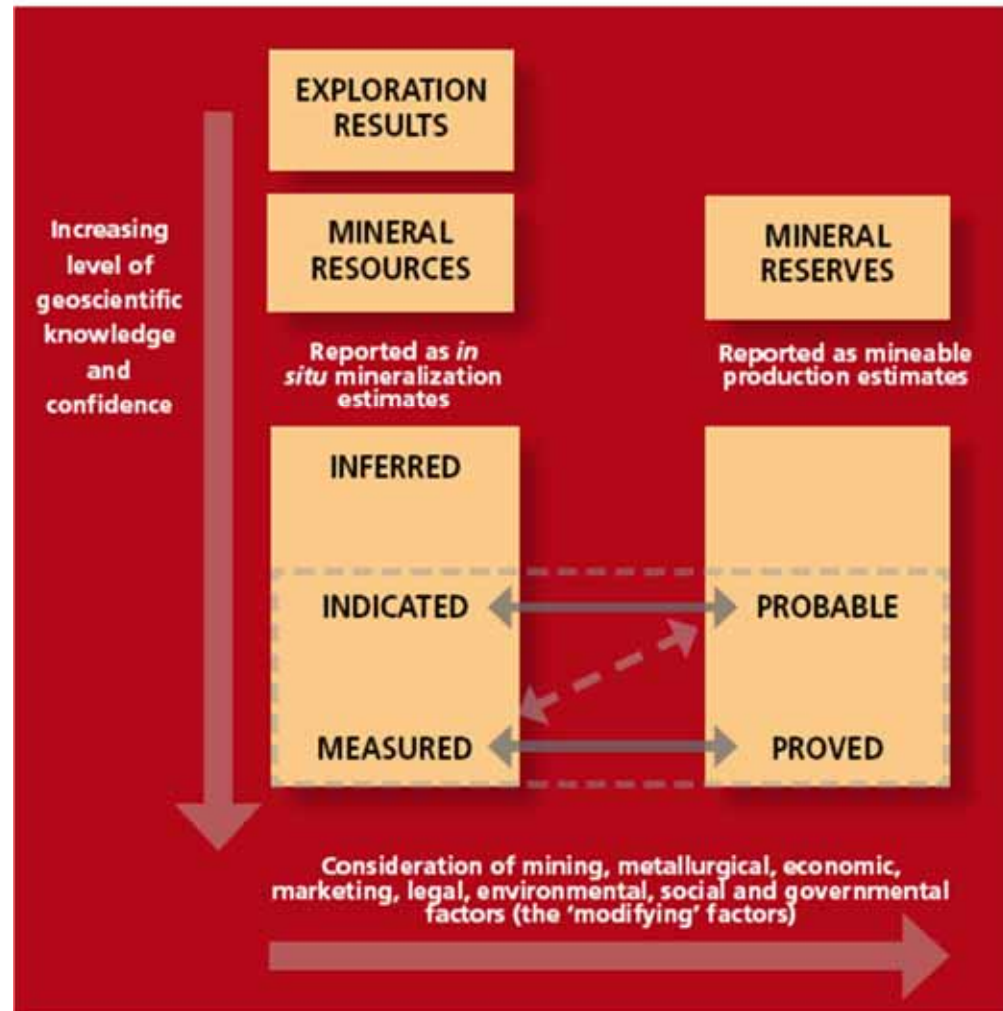 EXPLORATION
RESULTS
Increasing
level of
geoscientific
knowledge
and
confidence
MINERAL
RESOURCES
MINERAL
RESERVES
Reported as in
situ mineralization
estimates
Reported as mineable
production estimates
INFERRED
INDICATED
PROBABLE
MEASURED
PROVED
Consideration of mining, metallurgical, economic,
marketing, legal, environmental, social and governmental
factors (the ‘modifying’ factors)